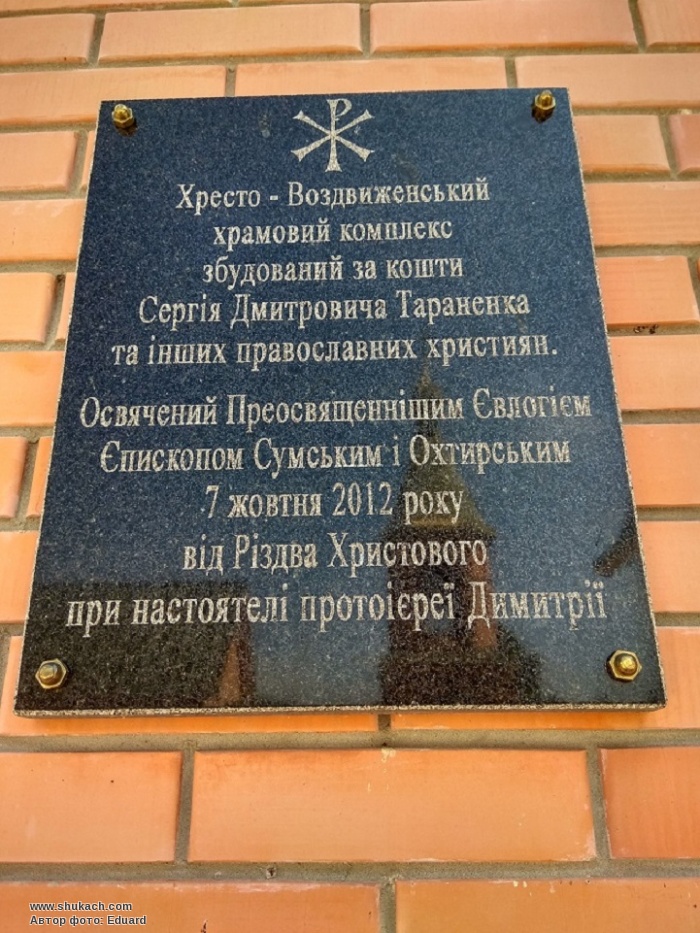 Хресто - Воздвиженський
храмовий комплекс
збудований за кошти
Сергія Дмитровича Тараненка
та інших православних християн.
Освячений Преосвященнішим Євлогієм
Єпископом Сумським і Охтирським
7 жовтня 2012 року
від Різдва Христового
при настоятелі протоієреї Димитрії
www.shukach.com
Автор фото: Eduard